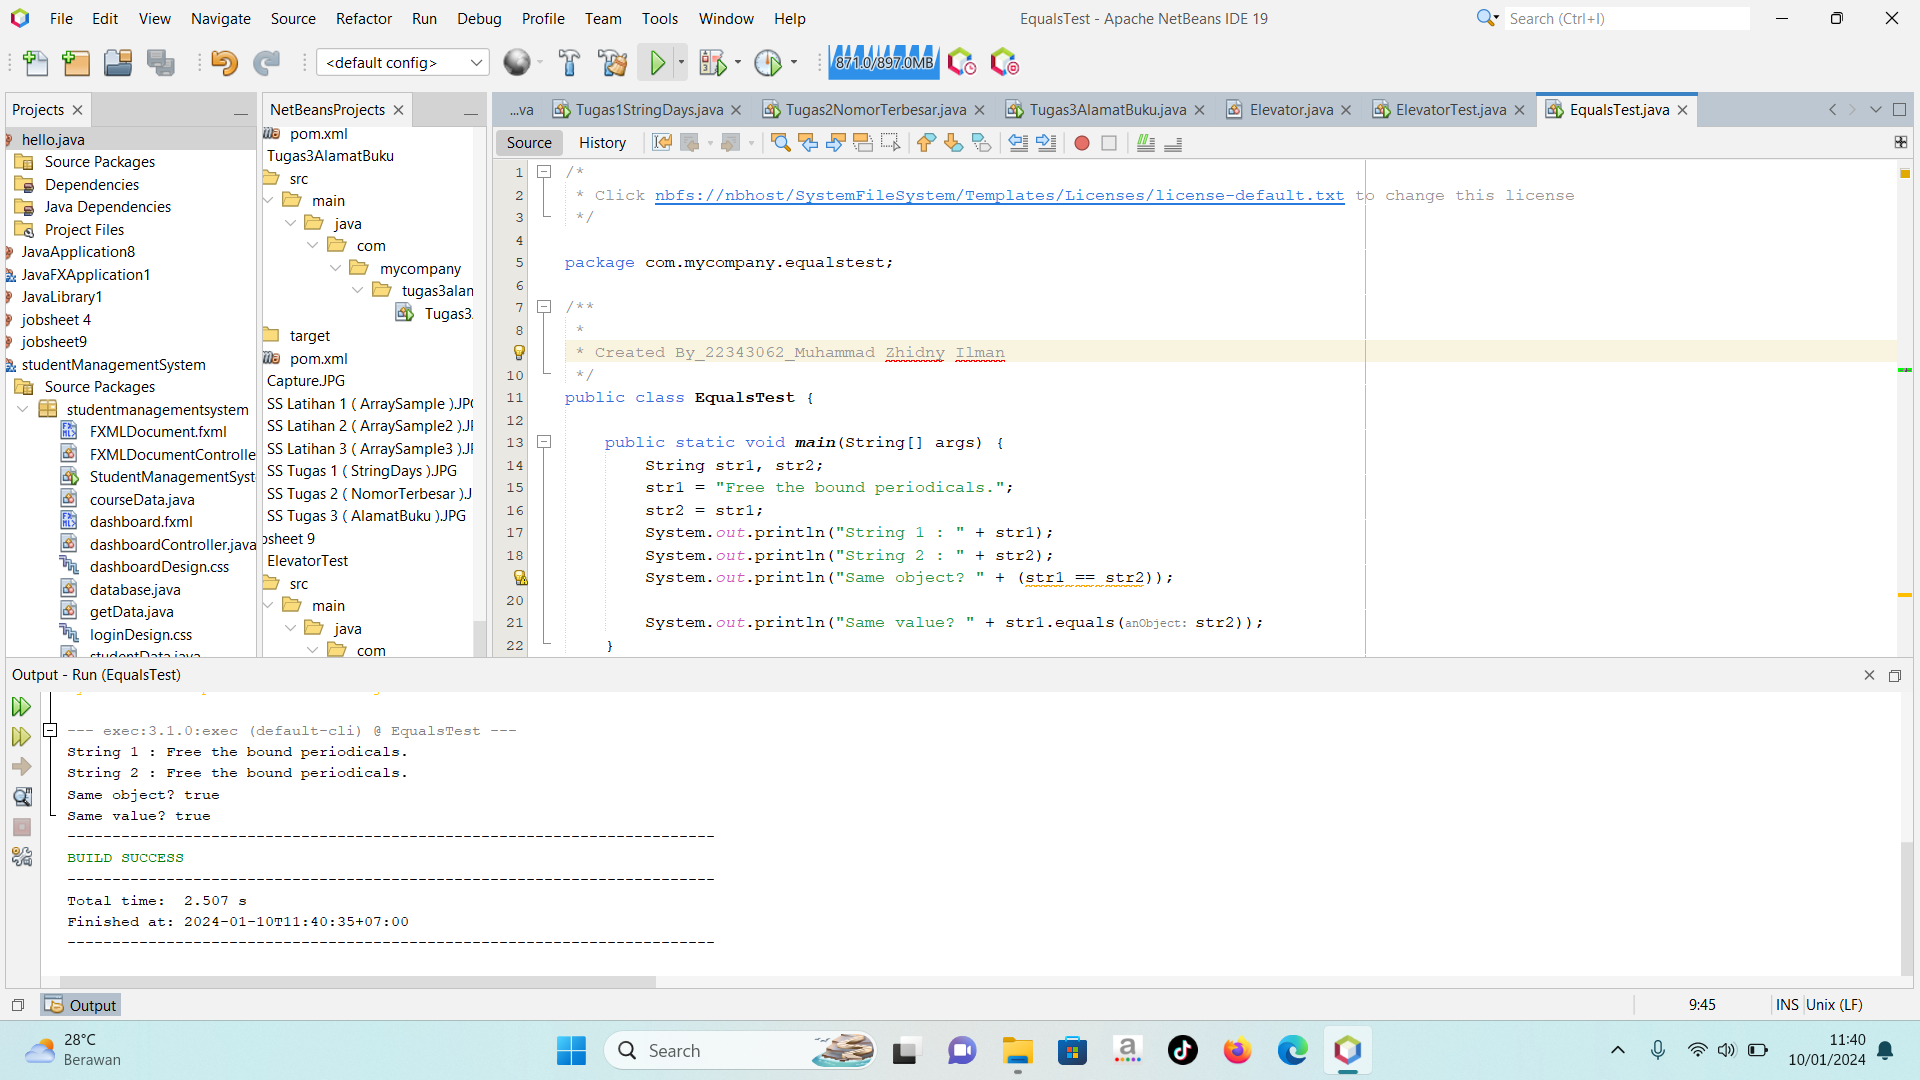 File Edit View Navigate Source Refactor Run Debug Profile Team Tools Window Help
EqualsTest - Apache NetBeans IDE 19
Search (Ctrl+I)
<default config>
871.0/897.0MB
Projects
hello.java
Source Packages
Dependencies
Java Dependencies
Project Files
JavaApplication8
JavaFXApplication1
JavaLibrary1
jobsheet 4
jobsheet9
studentManagementSystem
Source Packages
studentmanagementsystem
FXMLDocument.fxml
FXMLDocumentControlle
StudentManagementSyst
courseData.java
dashboard.fxml
dashboardController.java
dashboardDesign.css
database.java
getData.java
loginDesign.css
studentData.java
NetBeansProjects
pom.xml
Tugas3AlamatBuku
src
main
java
com
mycompany
tugas3alam
Tugas3
target
pom.xml
Capture.JPG
SS Latihan 1 ( ArraySample ).JPG
SS Latihan 2 ( ArraySample2 ).JF
SS Latihan 3 ( ArraySample3 ).JF
SS Tugas 1 ( StringDays ).JPG
SS Tugas 2 ( NomorTerbesar ).J
SS Tugas 3 ( AlamatBuku ).JPG
bsheet 9
ElevatorTest
src
main
java
com
...va Tugas1StringDays.java Tugas2NomorTerbesar.java Tugas3AlamatBuku.java Elevator.java ElevatorTest.java EqualsTest.java
Source History
1 /*
2 * Click nbfs://nbhost/SystemFileSystem/Templates/Licenses/license-default.txt to change this license
3 */
4
5 package com.mycompany.equalstest;
6
7 /**
8 *
* Created By_22343062_Muhammad Zhidny Ilman
10 */
11 public class EqualsTest {
12
13 public static void main(String[] args) {
14 String str1, str2;
15 str1 = "Free the bound periodicals.";
16 str2 = str1;
17 System.out.println("String 1 : " + str1);
18 System.out.println("String 2 : " + str2);
System.out.println("Same object? " + (str1 == str2));
20
21 System.out.println("Same value? " + str1.equals(anObject: str2));
22 }
Output - Run (EqualsTest)
--- exec:3.1.0:exec (default-cli) @ EqualsTest ---
String 1 : Free the bound periodicals.
String 2 : Free the bound periodicals.
Same object? true
Same value? true
------------------------------------------------------------------------
BUILD SUCCESS
------------------------------------------------------------------------
Total time:  2.507 s
Finished at: 2024-01-10T11:40:35+07:00
------------------------------------------------------------------------
Output
9:45 INS Unix (LF)
28°C
Berawan
Search
11:40
10/01/2024